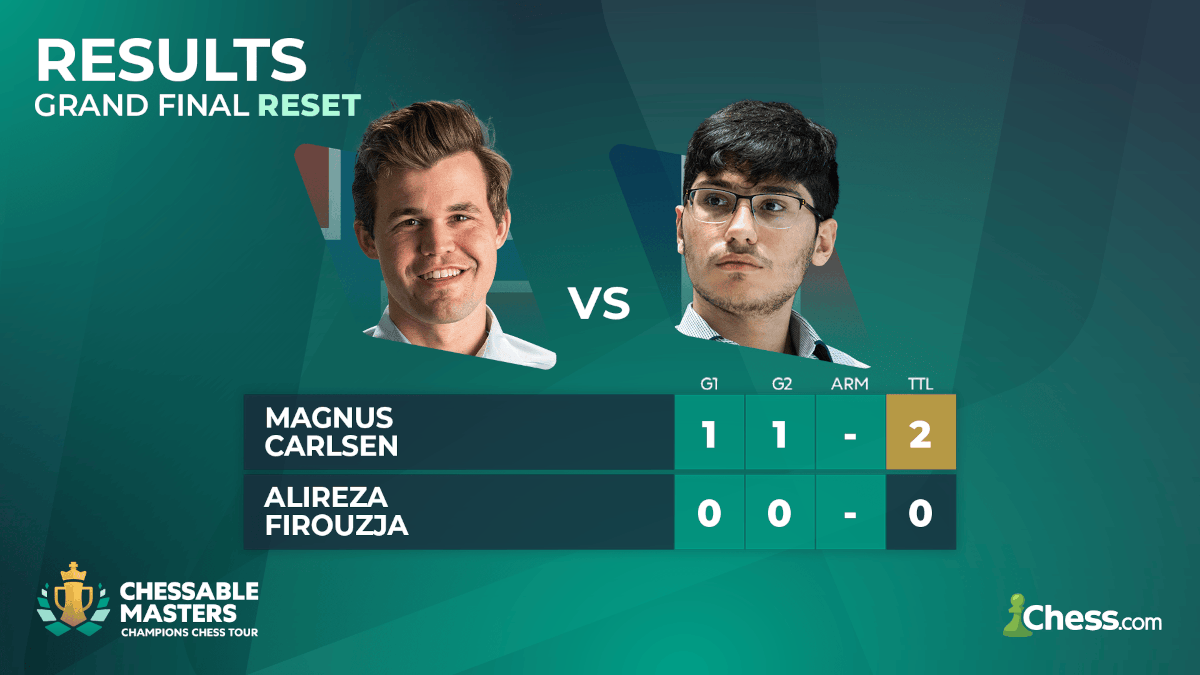 RESULTS
GRAND FINAL RESET
VS
G1 G2 ARM TTL
MAGNUS
CARLSEN
1 1 - 2
ALIREZA
FIROUZJA
0 0 - 0
CHESSABLE
MASTERS
CHAMPIONS CHESS TOUR
Chess.com